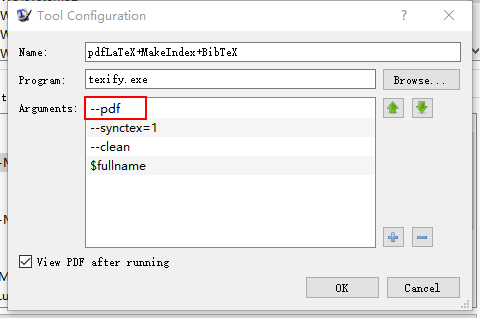 Tool Configuration
Name: pdfLaTeX+MakeIndex+BibTeX
Program: texify.exe Browse...
Arguments: --pdf
--synctex=1
--clean
$fullname
View PDF after running
OK Cancel